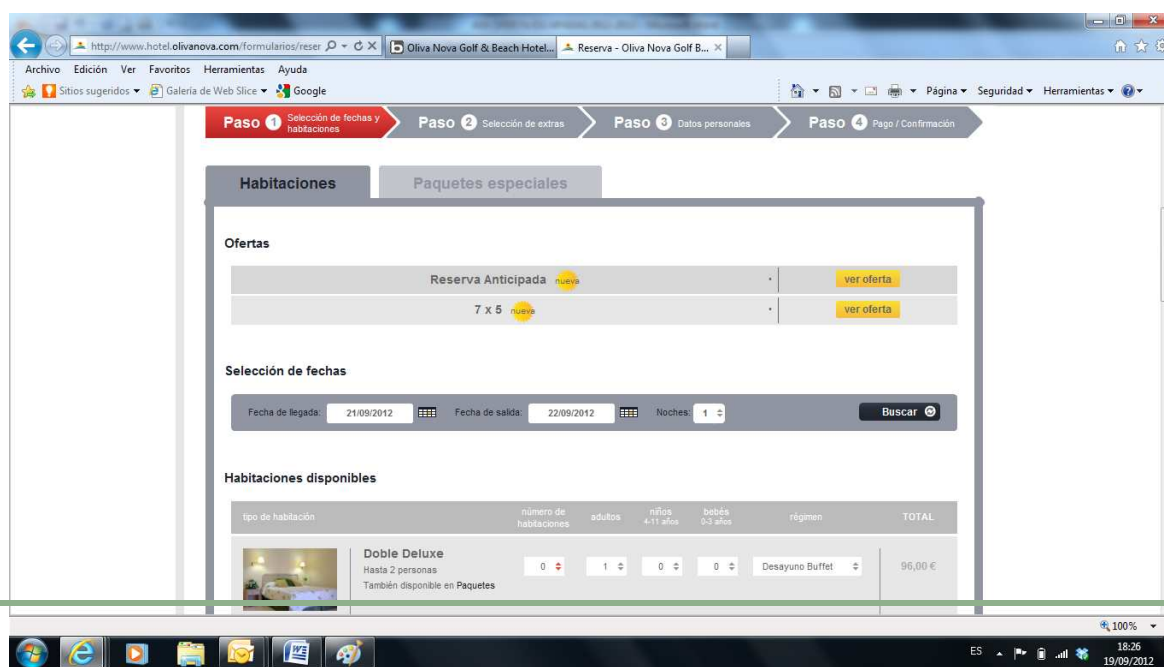 http://www.hotel.olivanova.com/formularios/reser
Oliva Nova Golf & Beach Hotel...
Reserva - Oliva Nova Golf B...
Archivo Edición Ver Favoritos Herramientas Ayuda
Sitios sugeridos Galería de Web Slice Google
Página Seguridad Herramientas
Paso 1 Selección de fechas y habitaciones
Paso 2 Selección de extras
Paso 3 Datos personales
Paso 4 Pago / Confirmación
Habitaciones Paquetes especiales
Ofertas
Reserva Anticipada nueva ver oferta
7 x 5 nueva ver oferta
Selección de fechas
Fecha de llegada: 21/09/2012 Fecha de salida: 22/09/2012 Noches: 1 Buscar
Habitaciones disponibles
tipo de habitación número de habitaciones adultos niños 4-11 años bebés 0-3 años régimen TOTAL
Doble Deluxe
Hasta 2 personas 0 1 0 0 Desayuno Buffet 96,00 €
También disponible en Paquetes
100%
ES 18:26
19/09/2012